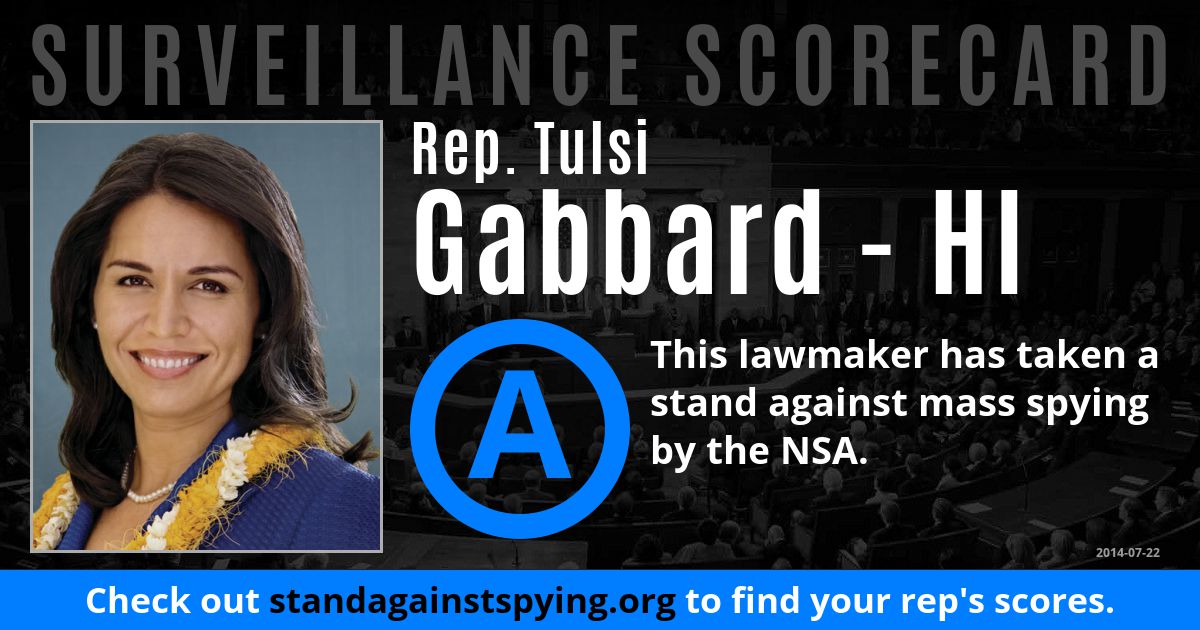 SURVEILLANCE SCORECARD
Rep. Tulsi
Gabbard - HI
A
This lawmaker has taken a
stand against mass spying
by the NSA.
2014-07-22
Check out standagainstspying.org to find your rep's scores.